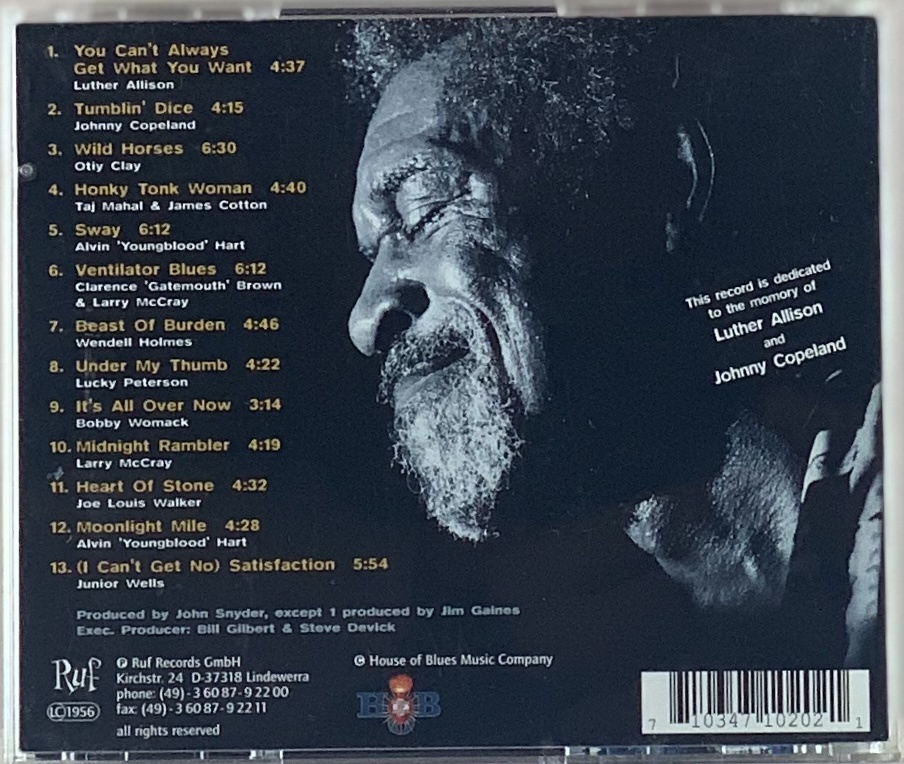 1. You Can't Always
Get What You Want 4:37
Luther Allison
2. Tumblin' Dice 4:15
Johnny Copeland
3. Wild Horses 6:30
Otiy Clay
4. Honky Tonk Woman 4:40
Taj Mahal & James Cotton
5. Sway 6:12
Alvin 'Youngblood' Hart
6. Ventilator Blues 6:12
Clarence 'Gatemouth' Brown
& Larry McCray
7. Beast Of Burden 4:46
Wendell Holmes
8. Under My Thumb 4:22
Lucky Peterson
9. It's All Over Now 3:14
Bobby Womack
10. Midnight Rambler 4:19
Larry McCray
11. Heart Of Stone 4:32
Joe Louis Walker
12. Moonlight Mile 4:28
Alvin 'Youngblood' Hart
13. (I Can't Get No) Satisfaction 5:54
Junior Wells
Produced by John Snyder, except 1 produced by Jim Gaines
Exec. Producer: Bill Gilbert & Steve Devick
This record is dedicated
to the momory of
Luther Allison
and
Johnny Copeland
Ruf
LC1956
℗ Ruf Records GmbH
Kirchstr. 24 D-37318 Lindewerra
phone: (49) - 3 60 87- 9 22 00
fax: (49) - 3 60 87- 9 22 11
all rights reserved
© House of Blues Music Company
HB
7 10347 10202 1